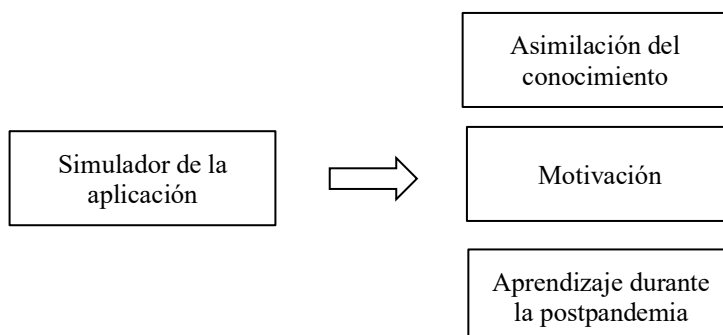 Asimilación del
conocimiento
Simulador de la
aplicación
Motivación
Aprendizaje durante
la postpandemia